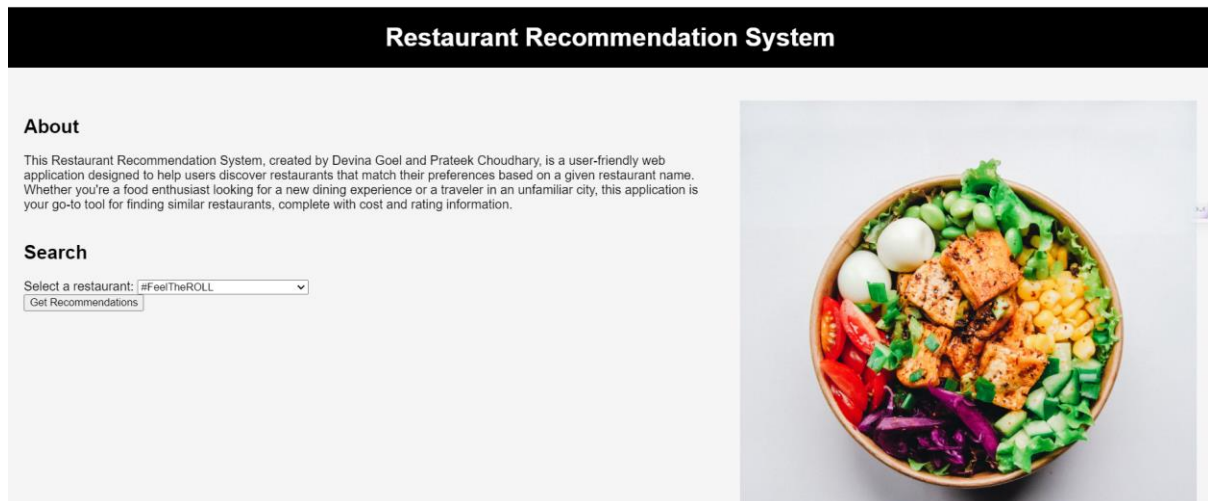 Restaurant Recommendation System
About
This Restaurant Recommendation System, created by Devina Goel and Prateek Choudhary, is a user-friendly web
application designed to help users discover restaurants that match their preferences based on a given restaurant name.
Whether you're a food enthusiast looking for a new dining experience or a traveler in an unfamiliar city, this application is
your go-to tool for finding similar restaurants, complete with cost and rating information.
Search
Select a restaurant: #FeelTheROLL
Get Recommendations